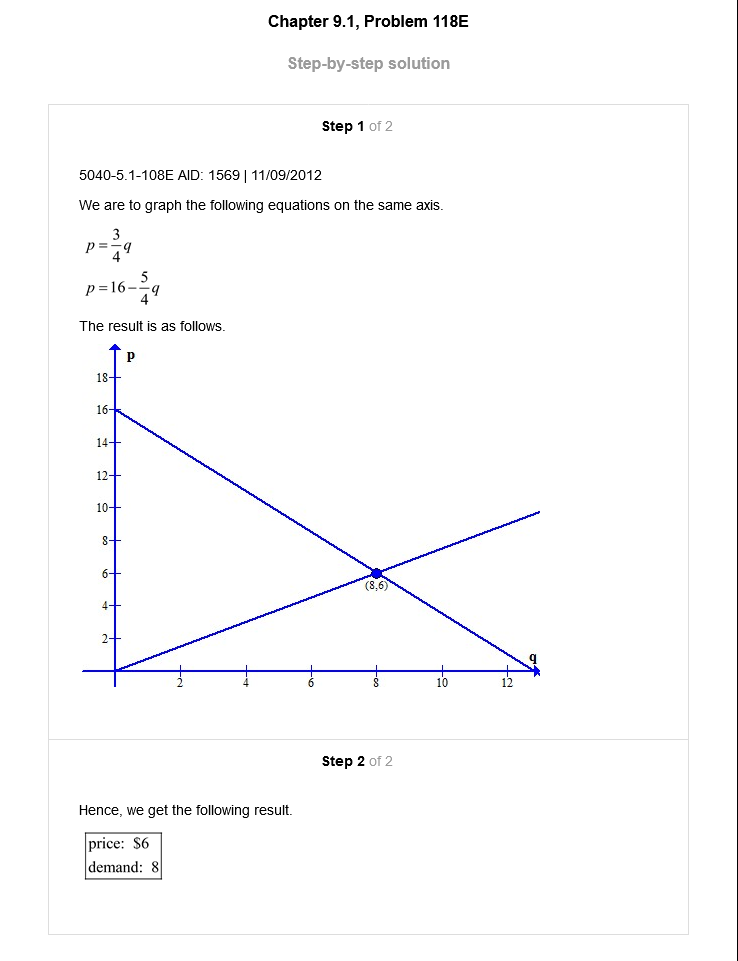 Chapter 9.1, Problem 118E
Step-by-step solution
Step 1 of 2
5040-5.1-108E AID: 1569 | 11/09/2012
We are to graph the following equations on the same axis.
p = 3/4 q
p = 16 − 5/4 q
The result is as follows.
p
18
16
14
12
10
8
6
(8,6)
4
2
q
2 4 6 8 10 12
Step 2 of 2
Hence, we get the following result.
price: $6
demand: 8